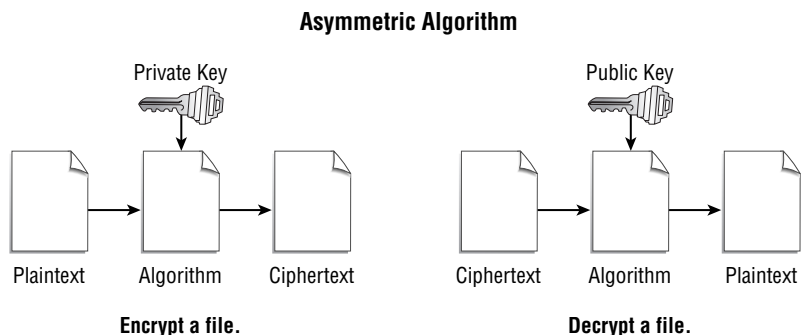 Asymmetric Algorithm
Private Key
Public Key
Plaintext
Algorithm
Ciphertext
Ciphertext
Algorithm
Plaintext
Encrypt a file.
Decrypt a file.